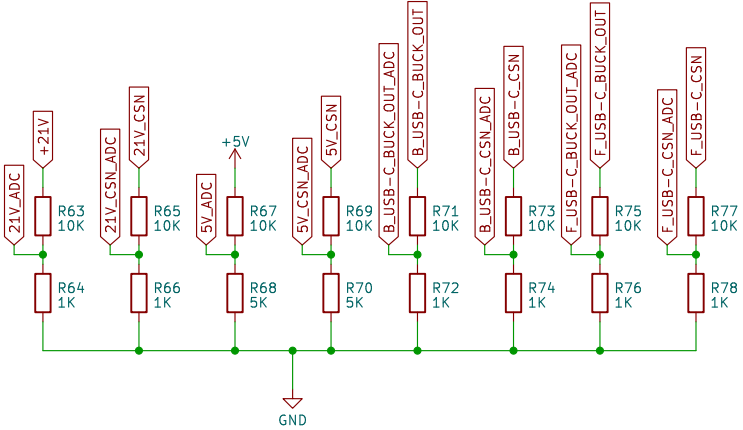 +21V
21V_ADC
R63
10K
R64
1K
21V_CSN
21V_CSN_ADC
R65
10K
R66
1K
+5V
5V_ADC
R67
10K
R68
5K
5V_CSN
5V_CSN_ADC
R69
10K
R70
5K
B_USB-C_BUCK_OUT
B_USB-C_BUCK_OUT_ADC
R71
10K
R72
1K
B_USB-C_CSN
B_USB-C_CSN_ADC
R73
10K
R74
1K
F_USB-C_BUCK_OUT
F_USB-C_BUCK_OUT_ADC
R75
10K
R76
1K
F_USB-C_CSN
F_USB-C_CSN_ADC
R77
10K
R78
1K
GND